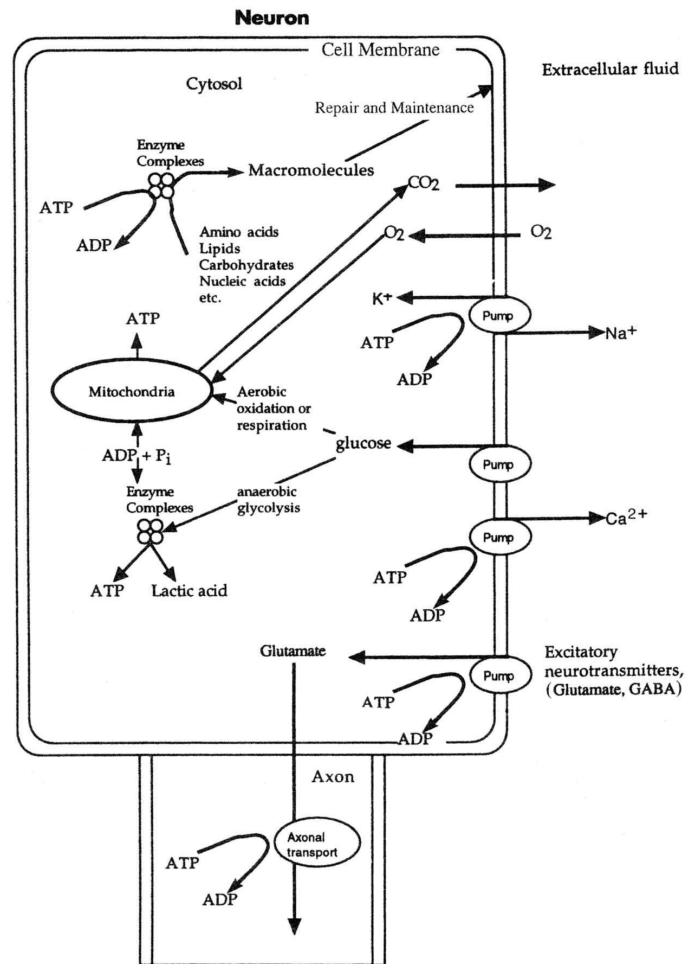 Neuron
Cell Membrane
Extracellular fluid
Cytosol
Repair and Maintenance
Enzyme
Complexes
Macromolecules
CO2
ATP
ADP
Amino acids
Lipids
Carbohydrates
Nucleic acids
etc.
O2
O2
K+
Pump
Na+
ATP
ADP
ATP
Mitochondria
Aerobic
oxidation or
respiration
glucose
Pump
ADP + Pi
Enzyme
Complexes
anaerobic
glycolysis
Ca2+
Pump
ATP
ADP
ATP
Lactic acid
Glutamate
Excitatory
neurotransmitters,
(Glutamate, GABA)
Pump
ATP
ADP
Axon
Axonal
transport
ATP
ADP